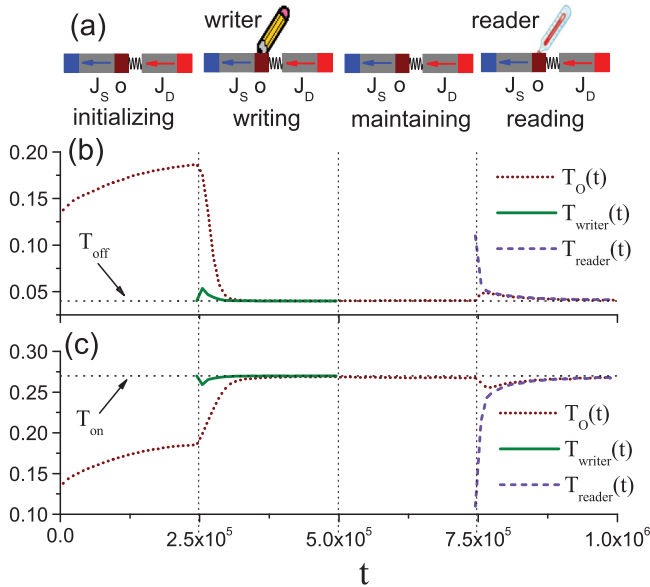 (a)
writer
reader
J_S O J_D
J_S O J_D
J_S O J_D
J_S O J_D
initializing
writing
maintaining
reading
(b)
0.20
0.15
0.10
0.05
T_off
T_O(t)
T_writer(t)
T_reader(t)
(c)
0.30
0.25
0.20
0.15
0.10
T_on
T_O(t)
T_writer(t)
T_reader(t)
0.0
2.5x10^5
5.0x10^5
7.5x10^5
1.0x10^6
t